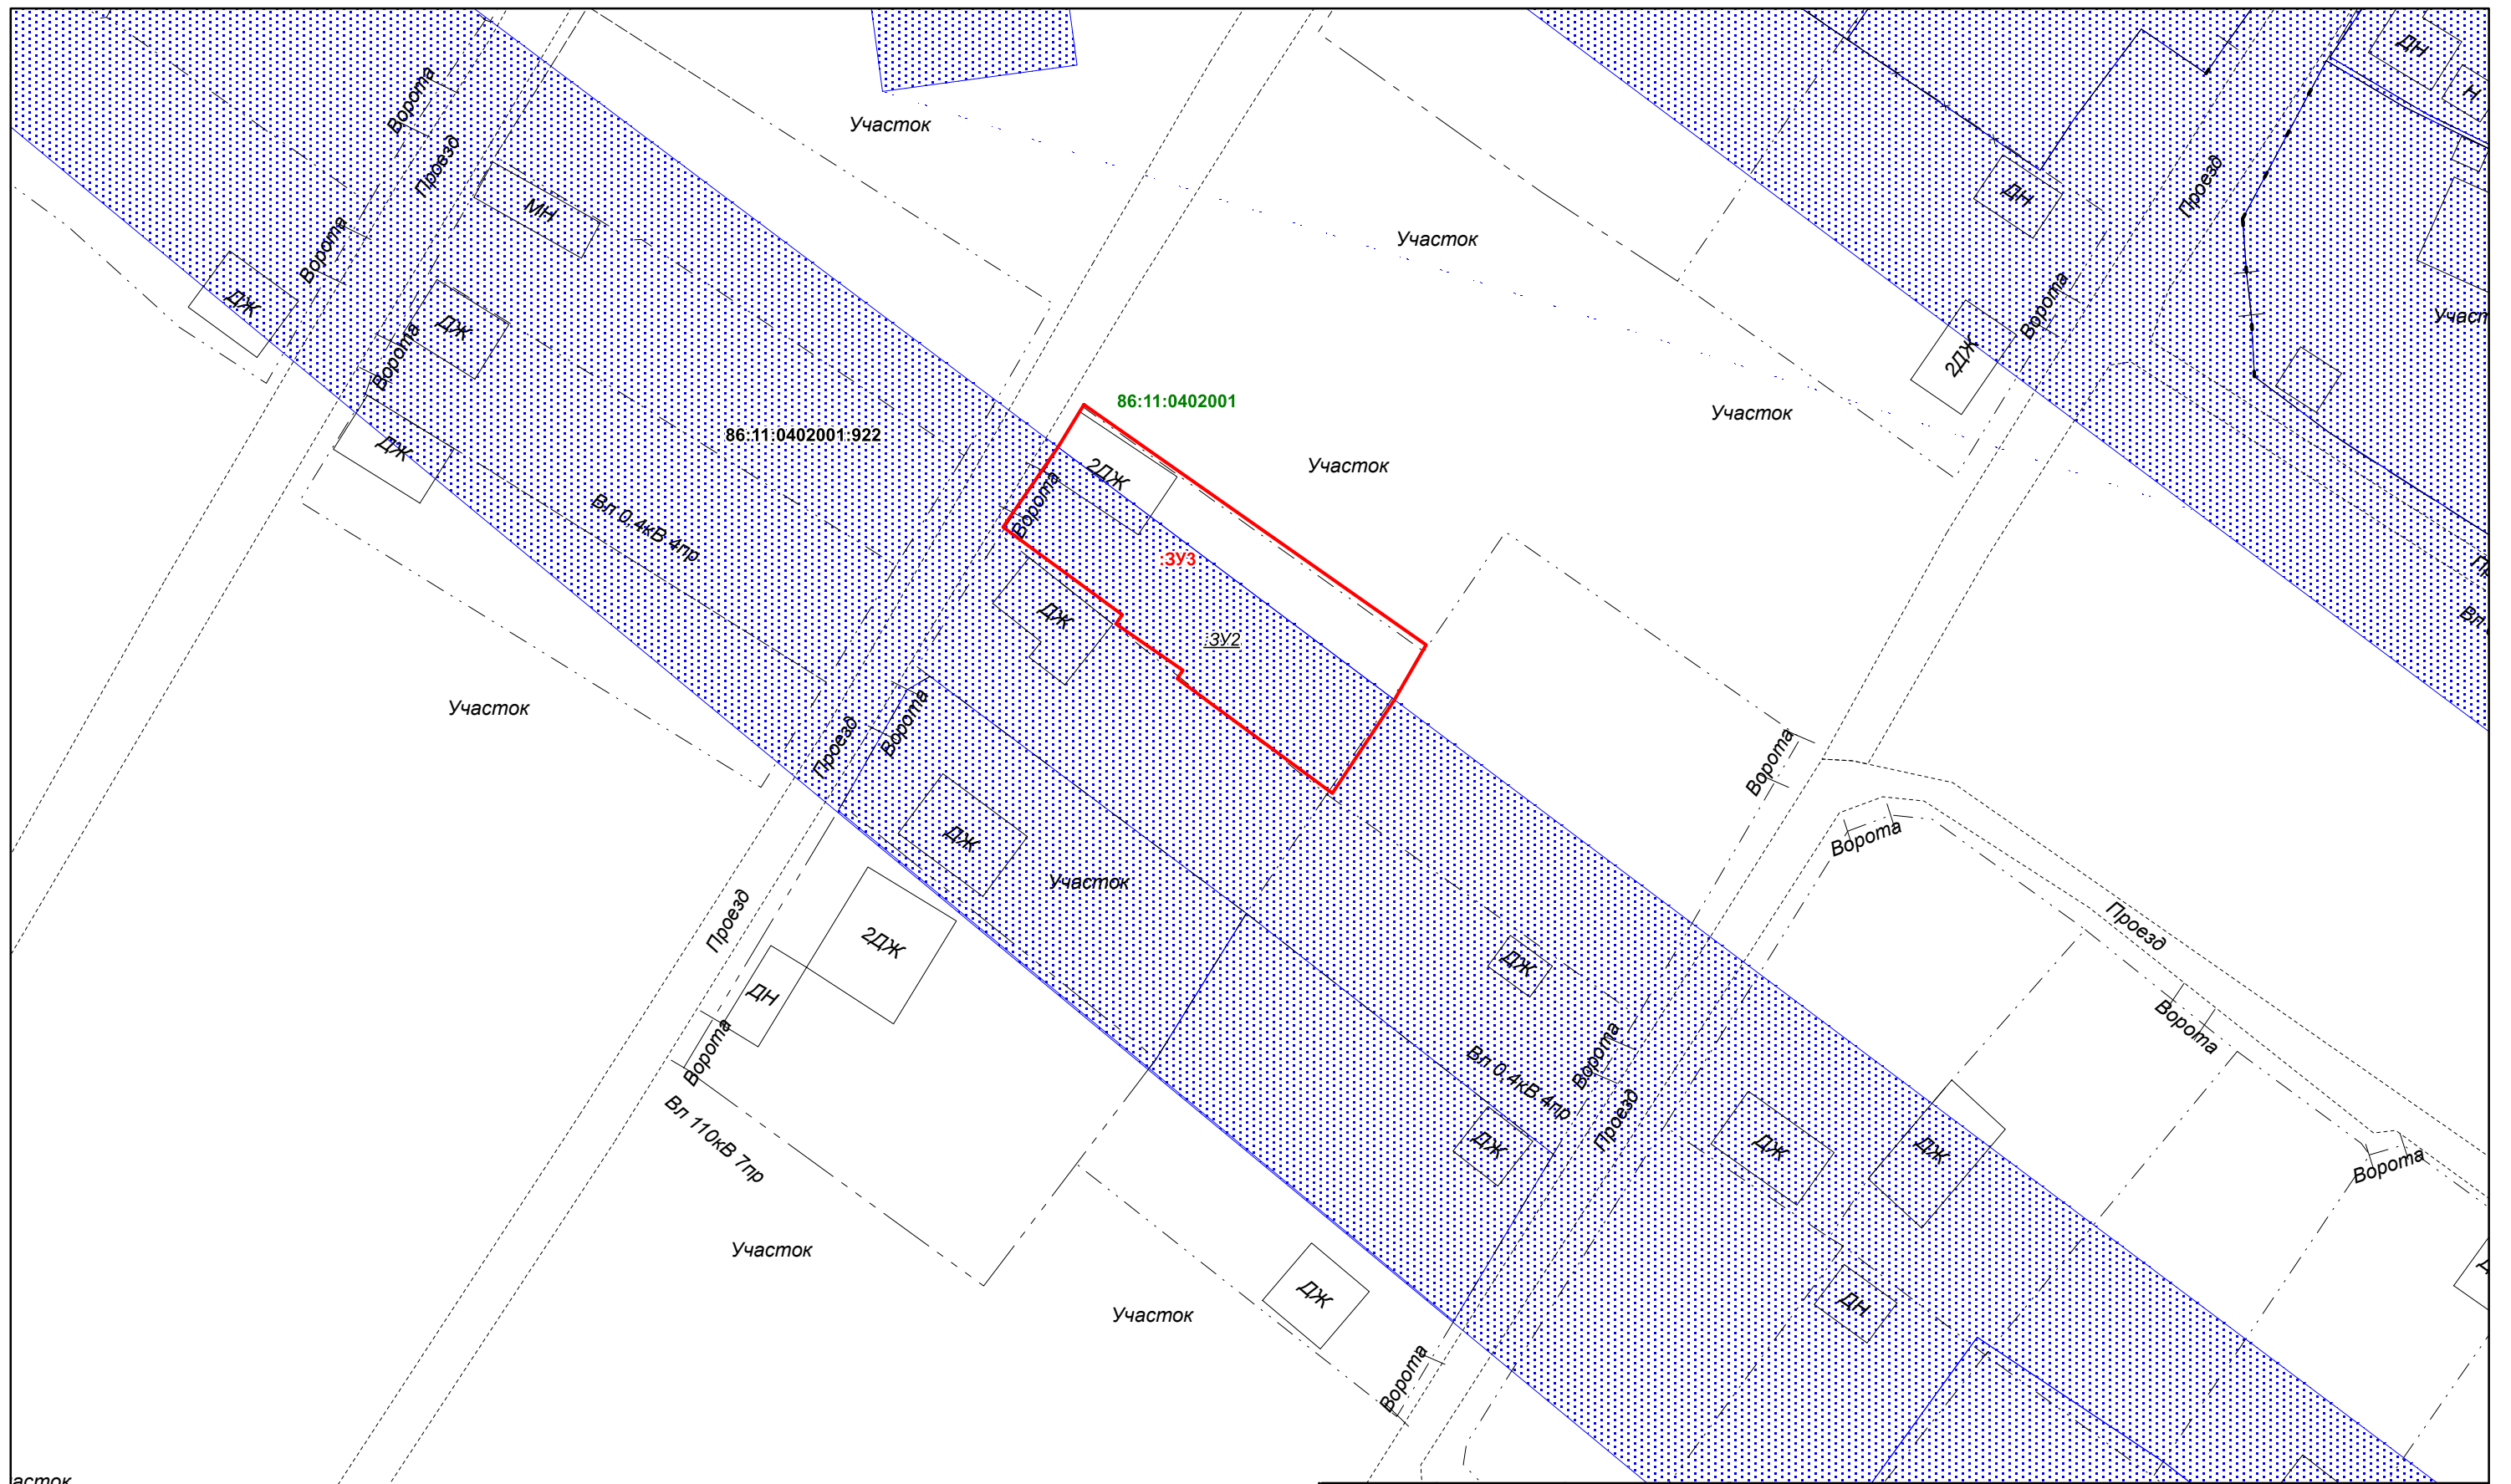 ДН
Н
Ворота
Участок
Проезд
Проезд
ДН
МН
Ворота
Участок
ДЖ
ДЖ
Ворота
Участ
Ворота
2ДЖ
86:11:0402001
Участок
86:11:0402001:922
ДЖ
Участок
2ДЖ
Ворота
Вл 0,4кВ 4пр
:ЗУ3
ДЖ
:ЗУ2
Участок
Ворота
Проезд
Ворота
ДЖ
Ворота
Участок
Проезд
Проезд
2ДЖ
ДЖ
ДН
Ворота
Ворота
Ворота
Вл 0,4кВ 4пр
Вл 110кВ 7пр
Проезд
ДЖ
ДЖ
ДЖ
Ворота
Участок
ДЖ
ДН
Участок
Ворота
асток